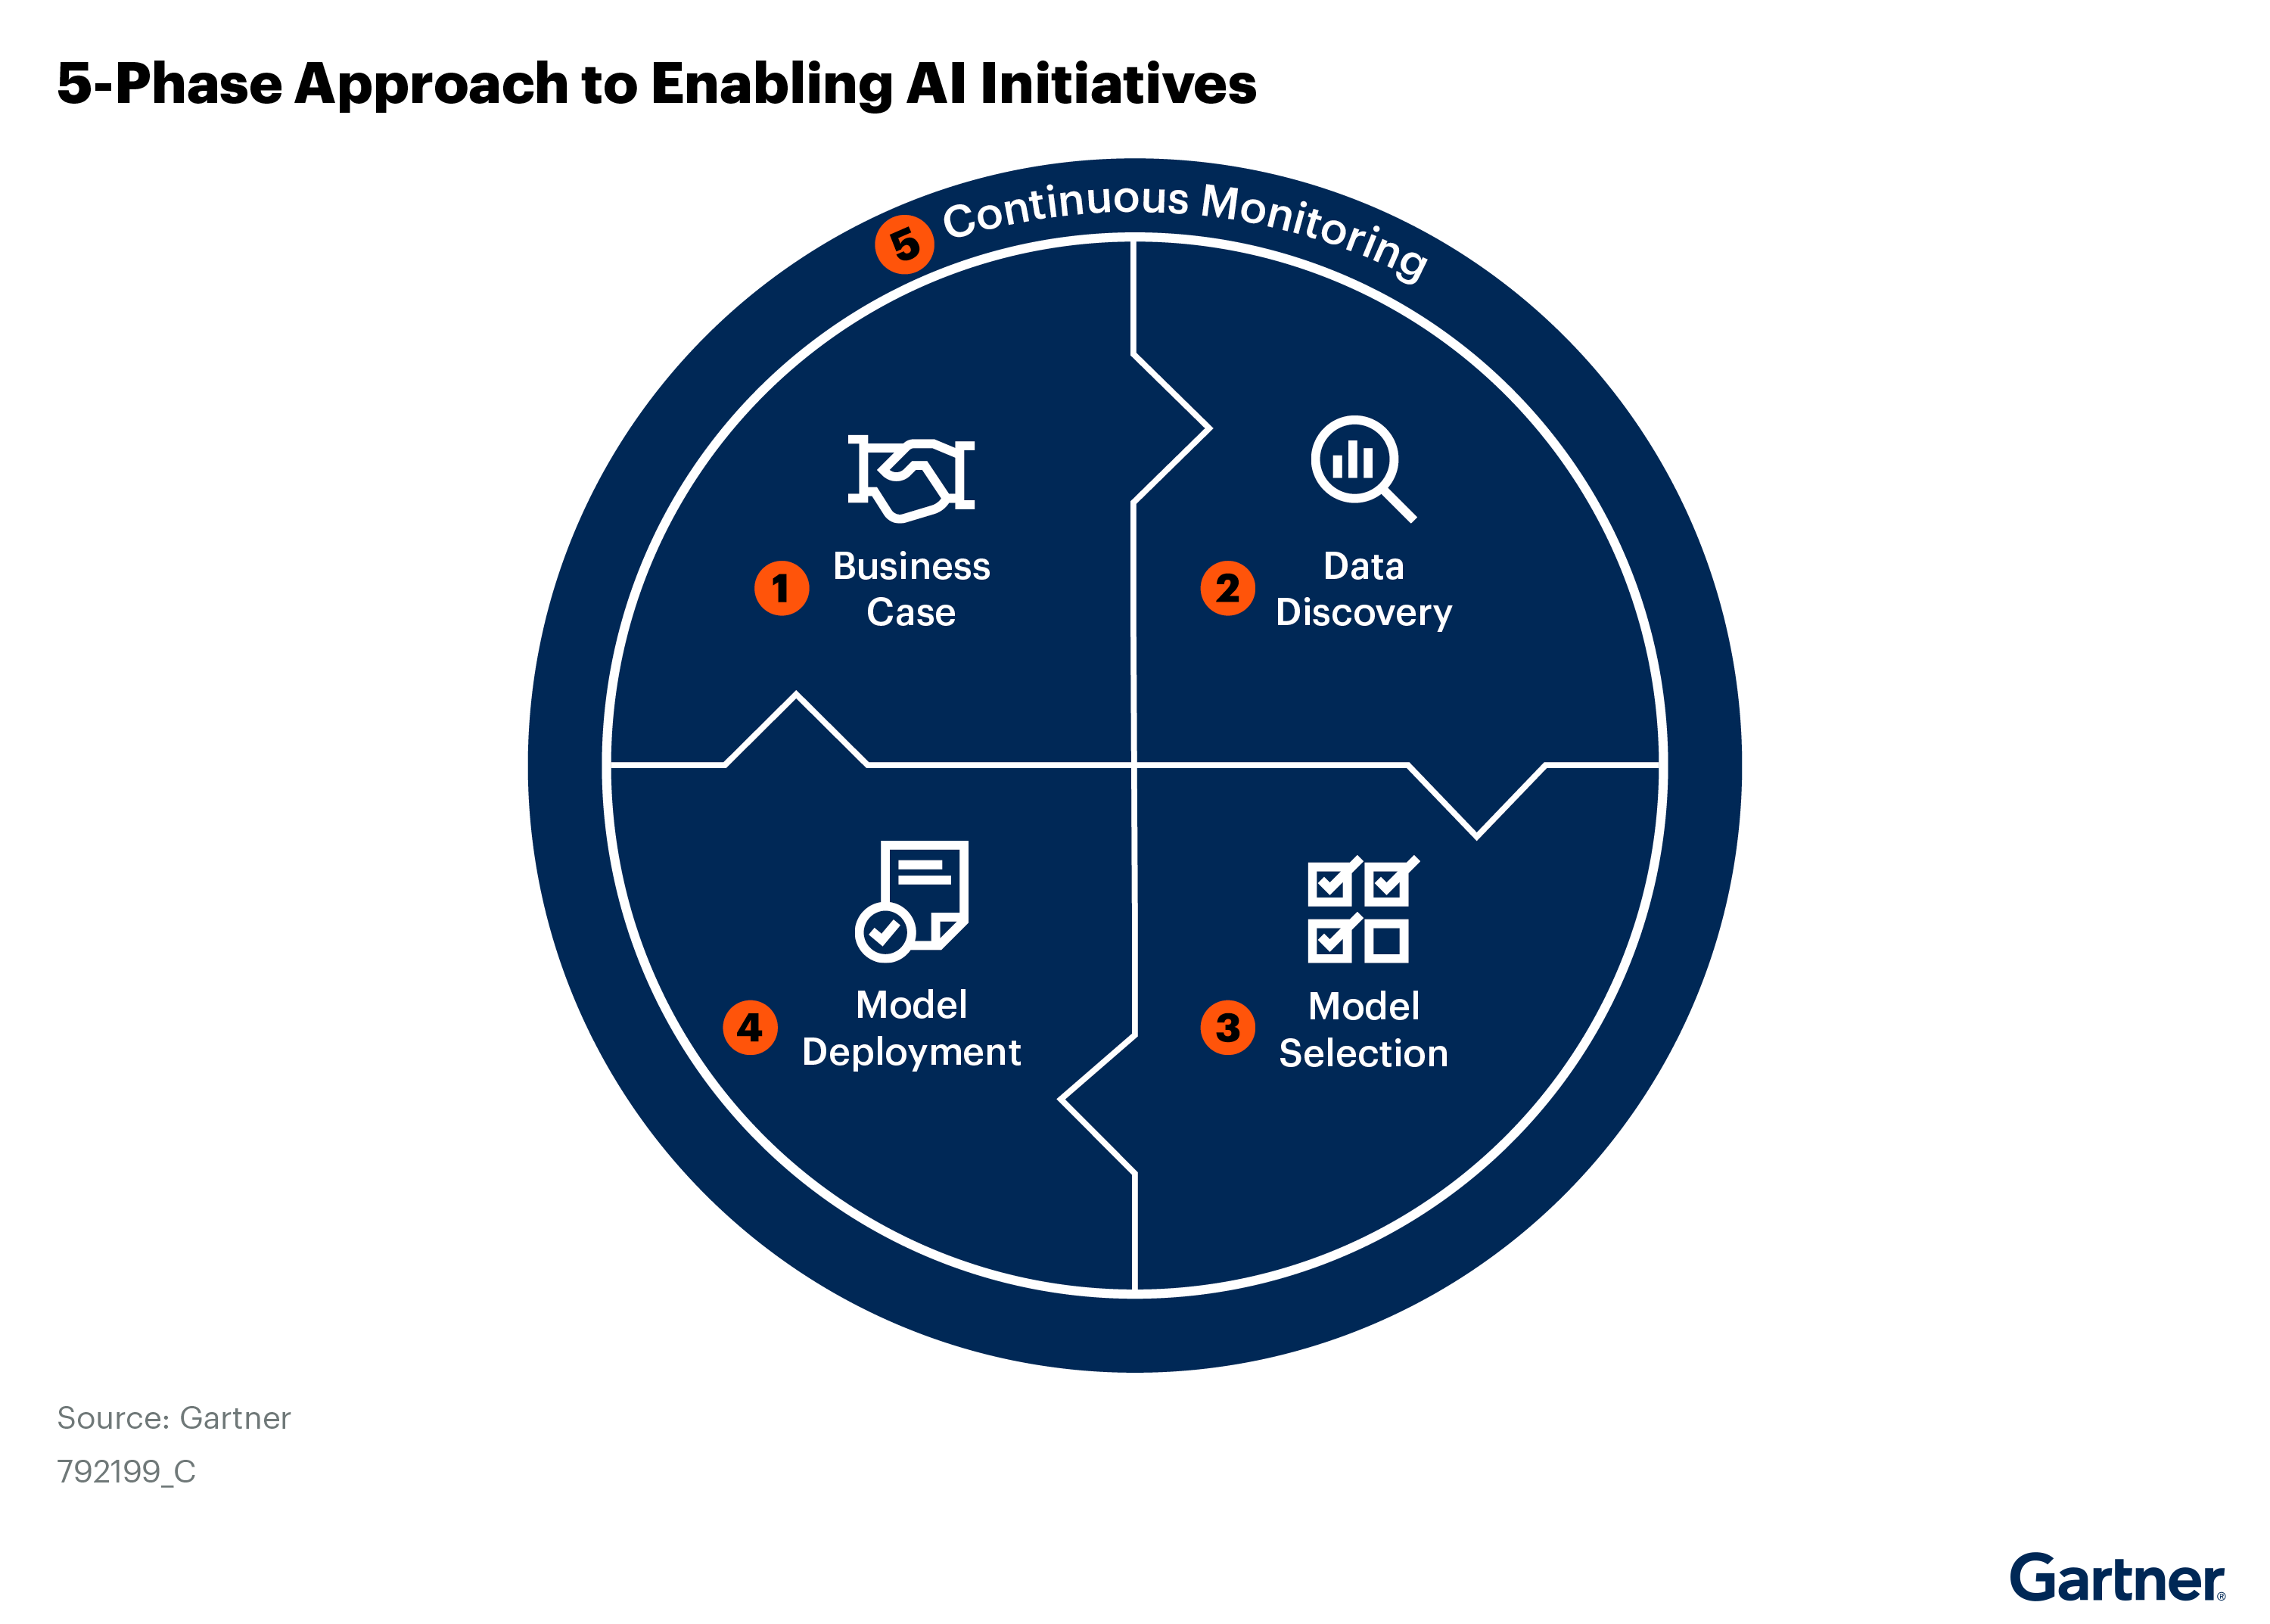 5-Phase Approach to Enabling AI Initiatives
5 Continuous Monitoring
1
Business
Case
2
Data
Discovery
4
Model
Deployment
3
Model
Selection
Source: Gartner
792199_C
Gartner®